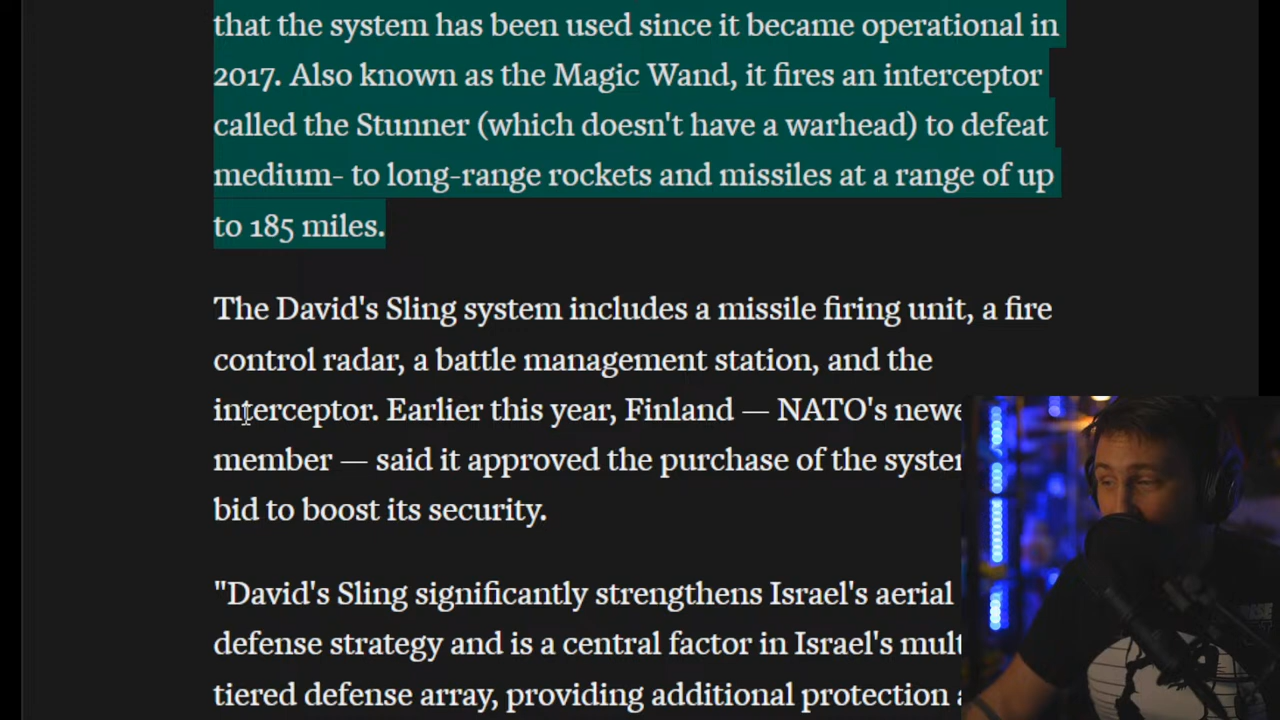 that the system has been used since it became operational in
2017. Also known as the Magic Wand, it fires an interceptor
called the Stunner (which doesn't have a warhead) to defeat
medium- to long-range rockets and missiles at a range of up
to 185 miles.
The David's Sling system includes a missile firing unit, a fire
control radar, a battle management station, and the
interceptor. Earlier this year, Finland — NATO's
member — said it approved the purchase of the
bid to boost its security.
"David's Sling significantly strengthens Israel's aerial
defense strategy and is a central factor in Israel's
tiered defense array, providing additional protection